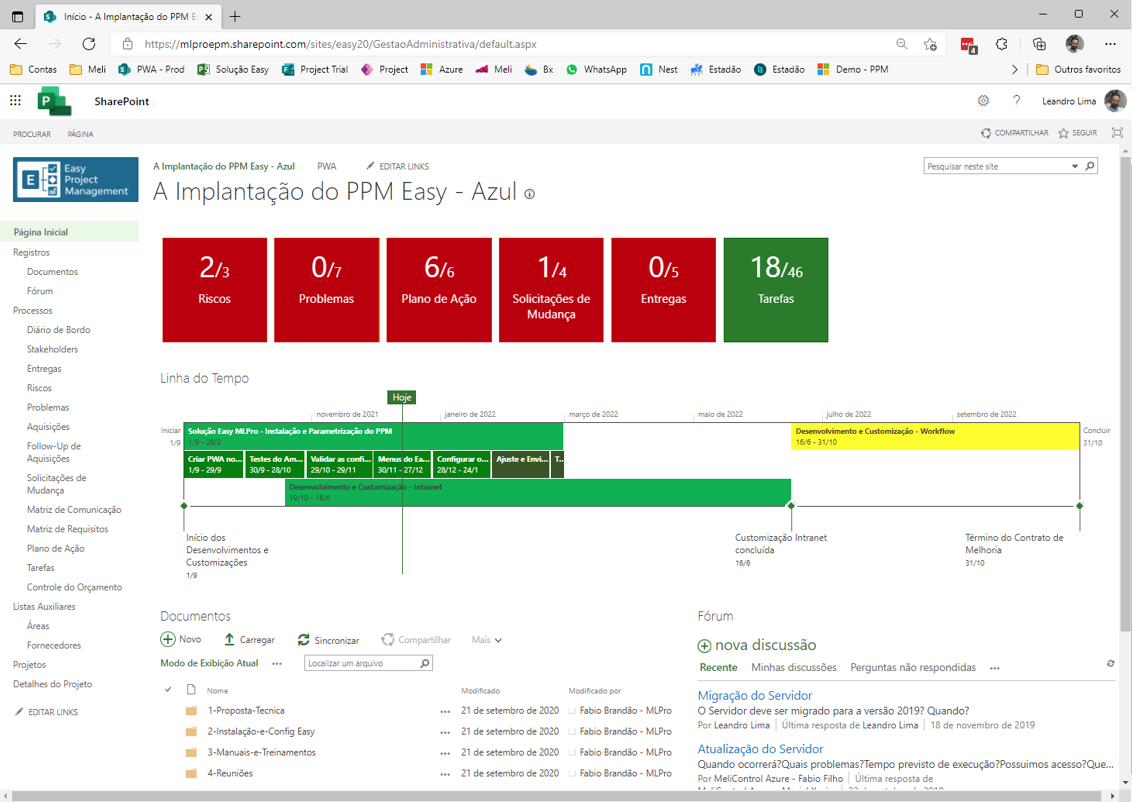 Início - A Implantação do PPM E
https://mlproepm.sharepoint.com/sites/easy20/GestaoAdministrativa/default.aspx
4
Contas Meli PWA - Prod Solução Easy Project Trial Project Azure Meli Bx WhatsApp Nest Estadão Estadão Demo - PPM Outros favoritos
P SharePoint ? Leandro Lima
PROCURAR PÁGINA COMPARTILHAR SEGUIR
E Easy Project Management
A Implantação do PPM Easy - Azul PWA EDITAR LINKS
Pesquisar neste site
A Implantação do PPM Easy - Azul
Página Inicial
Registros
Documentos
Fórum
Processos
Diário de Bordo
Stakeholders
Entregas
Riscos
Problemas
Aquisições
Follow-Up de
Aquisições
Solicitações de
Mudança
Matriz de Comunicação
Matriz de Requisitos
Plano de Ação
Tarefas
Controle do Orçamento
Listas Auxiliares
Áreas
Fornecedores
Projetos
Detalhes do Projeto
EDITAR LINKS
2/3
Riscos
0/7
Problemas
6/6
Plano de Ação
1/4
Solicitações de
Mudança
0/5
Entregas
18/46
Tarefas
Linha do Tempo
Hoje
novembro de 2021 janeiro de 2022 março de 2022 maio de 2022 julho de 2022 setembro de 2022
Iniciar
1/9
Solução Easy MLPro - Instalação e Parametrização do PPM
1/9 - 28/2
Desenvolvimento e Customização - Workflow
16/6 - 31/10
Concluir
31/10
Criar PWA no...
1/9 - 29/9
Testes do Am...
30/9 - 28/10
Validar as confi...
29/10 - 29/11
Menus do Ea...
30/11 - 27/12
Configurar o...
28/12 - 24/1
Ajuste e Envi...
T..
Desenvolvimento e Customização - Intranet
19/10 - 16/6
Início dos
Desenvolvimentos e
Customizações
1/9
Customização Intranet
concluída
16/6
Término do Contrato de
Melhoria
31/10
Documentos
Novo Carregar Sincronizar Compartilhar Mais
Modo de Exibição Atual ... Localizar um arquivo
Nome Modificado Modificado por
1-Proposta-Tecnica ... 21 de setembro de 2020 Fabio Brandão - MLPro
2-Instalação-e-Config Easy ... 21 de setembro de 2020 Fabio Brandão - MLPro
3-Manuais-e-Treinamentos ... 21 de setembro de 2020 Fabio Brandão - MLPro
4-Reuniões ... 21 de setembro de 2020 Fabio Brandão - MLPro
Fórum
nova discussão
Recente Minhas discussões Perguntas não respondidas ...
Migração do Servidor
O Servidor deve ser migrado para a versão 2019? Quando?
Por Leandro Lima | Última resposta de Leandro Lima | 18 de novembro de 2019
Atualização do Servidor
Quando ocorrerá?Quais problemas?Tempo previsto de execução?Possuimos acesso?Que...
Por MeliControl Azure - Fabio Filho | Última resposta de